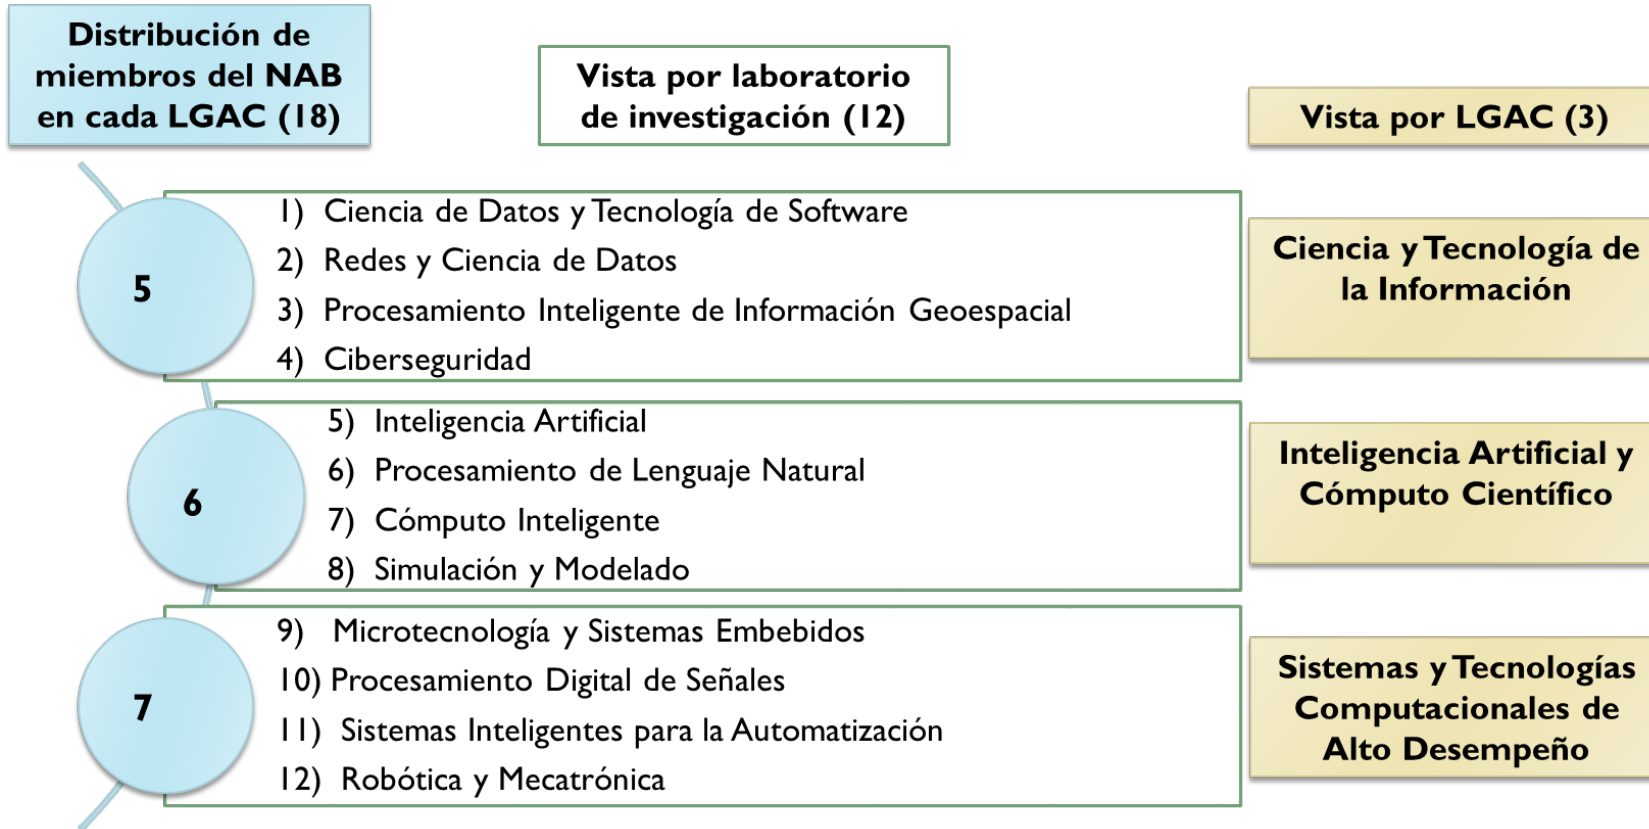 Distribución de
miembros del NAB
en cada LGAC (18)
Vista por laboratorio
de investigación (12)
Vista por LGAC (3)
5
1) Ciencia de Datos y Tecnología de Software
2) Redes y Ciencia de Datos
3) Procesamiento Inteligente de Información Geoespacial
4) Ciberseguridad
Ciencia y Tecnología de
la Información
6
5) Inteligencia Artificial
6) Procesamiento de Lenguaje Natural
7) Cómputo Inteligente
8) Simulación y Modelado
Inteligencia Artificial y
Cómputo Científico
7
9) Microtecnología y Sistemas Embebidos
10) Procesamiento Digital de Señales
11) Sistemas Inteligentes para la Automatización
12) Robótica y Mecatrónica
Sistemas y Tecnologías
Computacionales de
Alto Desempeño